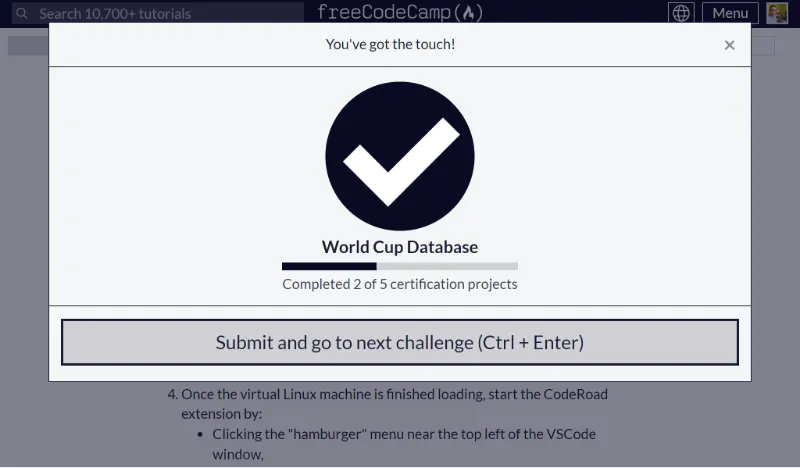 Search 10,700+ tutorials
freeCodeCamp
Menu
You've got the touch!
×
World Cup Database
Completed 2 of 5 certification projects
Submit and go to next challenge (Ctrl + Enter)
4. Once the virtual Linux machine is finished loading, start the CodeRoad
extension by:
• Clicking the "hamburger" menu near the top left of the VSCode
window,